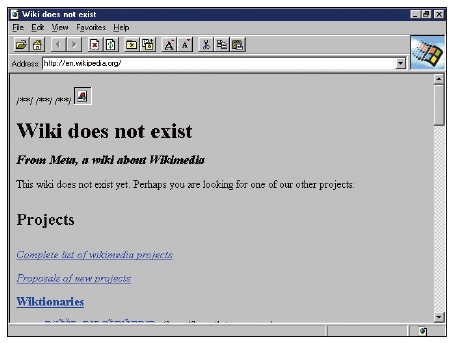 Wiki does not exist
File Edit View Favorites Help
Address: http://en.wikipedia.org/
Wiki does not exist
From Meta, a wiki about Wikimedia
This wiki does not exist yet. Perhaps you are looking for one of our other projects:
Projects
Complete list of wikimedia projects
Proposals of new projects
Wiktionaries